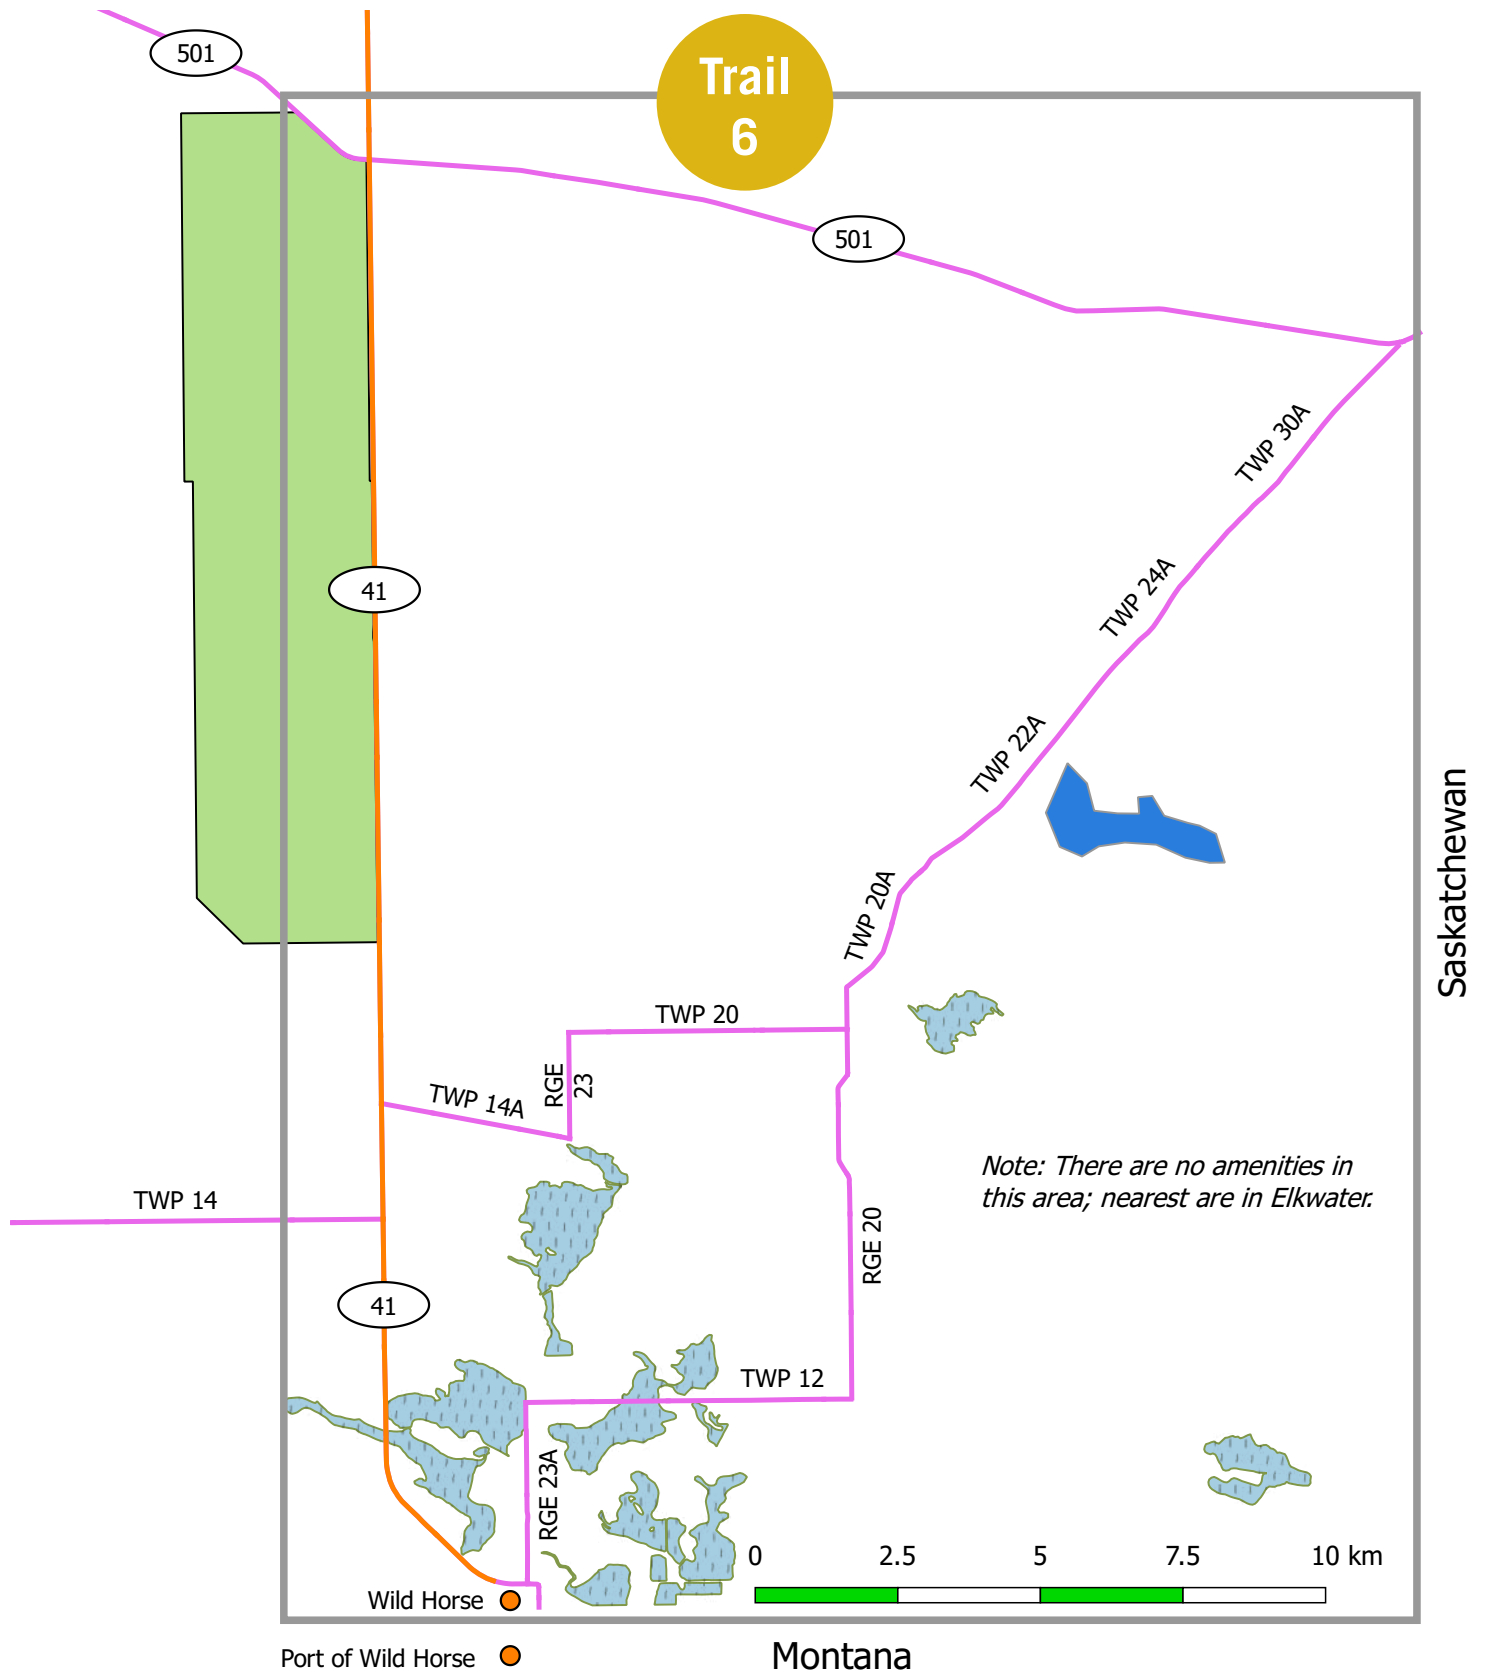 501
Trail
6
501
TWP 30A
41
TWP 24A
TWP 22A
Saskatchewan
TWP 20A
TWP 20
RGE
23
TWP 14A
Note: There are no amenities in
this area; nearest are in Elkwater.
TWP 14
RGE 20
41
TWP 12
RGE 23A
0 2.5 5 7.5 10 km
Wild Horse
Port of Wild Horse
Montana